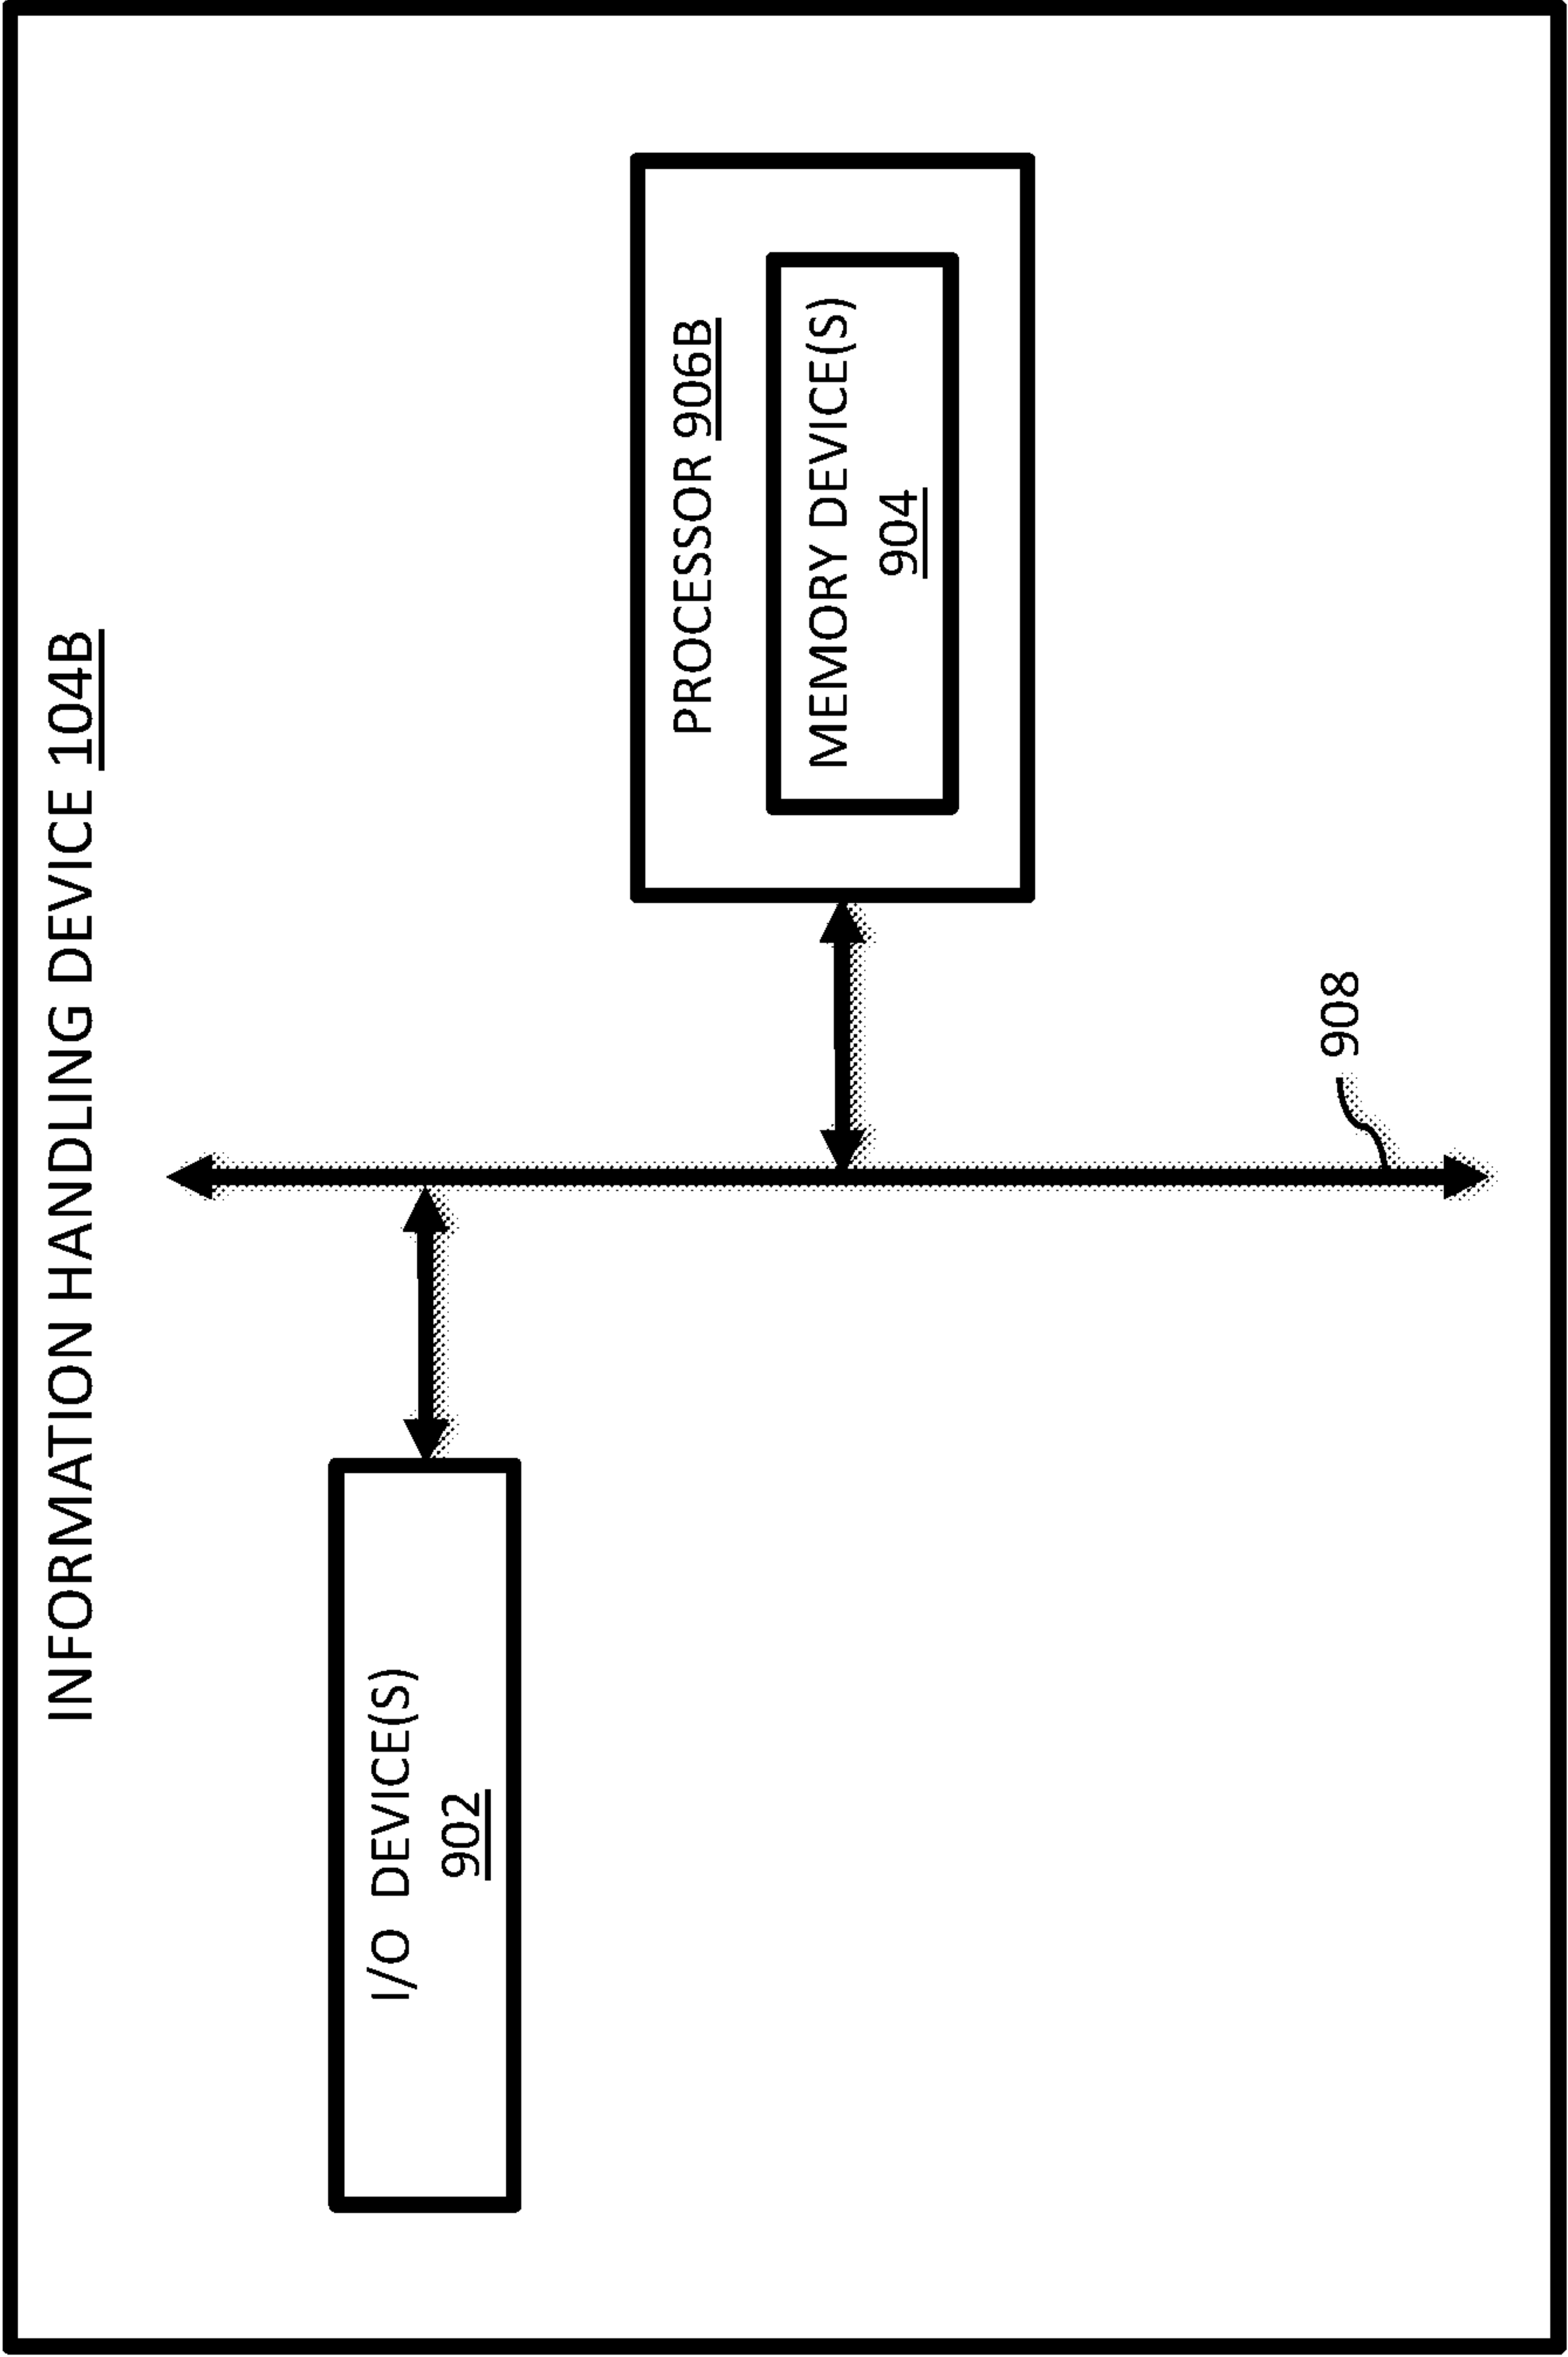 INFORMATION HANDLING DEVICE 104B
I/O DEVICE(S)
902
PROCESSOR 906B
MEMORY DEVICE(S)
904
908